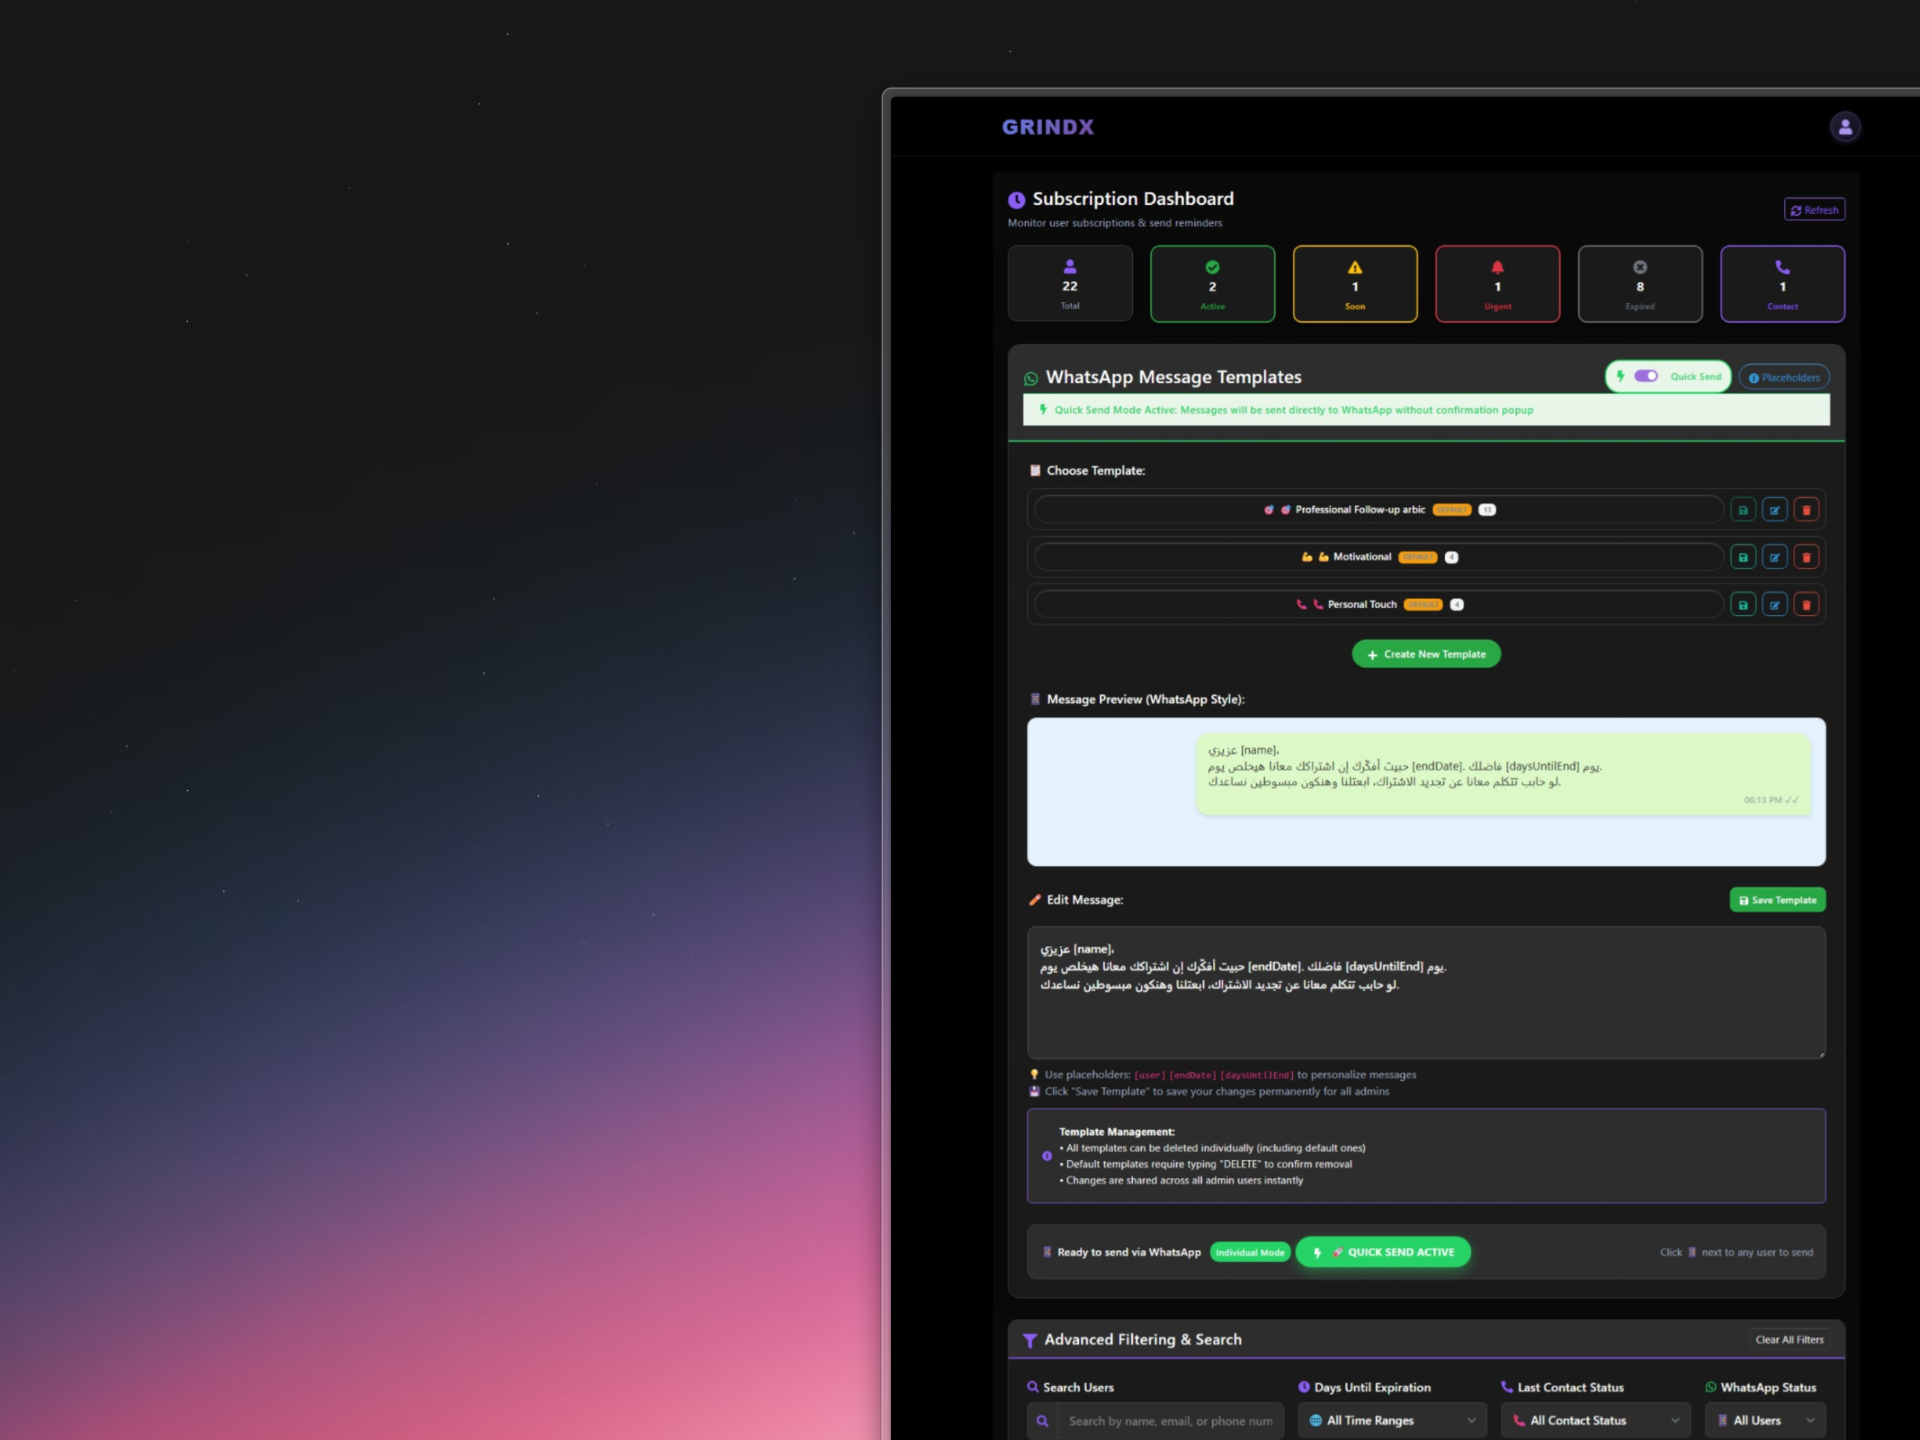 GRINDX
Subscription Dashboard
Monitor user subscriptions & send reminders
Refresh
22
Total
2
Active
1
Soon
1
Urgent
8
Expired
1
Contact
WhatsApp Message Templates
Quick Send
Placeholders
Quick Send Mode Active: Messages will be sent directly to WhatsApp without confirmation popup
Choose Template:
Professional Follow-up arbic DEFAULT 13
Motivational DEFAULT 4
Personal Touch DEFAULT 4
+ Create New Template
Message Preview (WhatsApp Style):
عزيزي [name]،
حبيت أفكّرك إن اشتراكك معانا هيخلص يوم [endDate]. فاضلك [daysUntilEnd] يوم.
لو حابب تتكلم معانا عن تجديد الاشتراك، ابعتلنا وهنكون مبسوطين نساعدك.
06:13 PM ✓✓
Edit Message:
Save Template
عزيزي [name]،
حبيت أفكّرك إن اشتراكك معانا هيخلص يوم [endDate]. فاضلك [daysUntilEnd] يوم.
لو حابب تتكلم معانا عن تجديد الاشتراك، ابعتلنا وهنكون مبسوطين نساعدك.
Use placeholders: [user] [endDate] [daysUntilEnd] to personalize messages
Click "Save Template" to save your changes permanently for all admins
Template Management:
• All templates can be deleted individually (including default ones)
• Default templates require typing "DELETE" to confirm removal
• Changes are shared across all admin users instantly
Ready to send via WhatsApp Individual Mode QUICK SEND ACTIVE Click next to any user to send
Advanced Filtering & Search
Clear All Filters
Search Users
Days Until Expiration
Last Contact Status
WhatsApp Status
Search by name, email, or phone num
All Time Ranges
All Contact Status
All Users